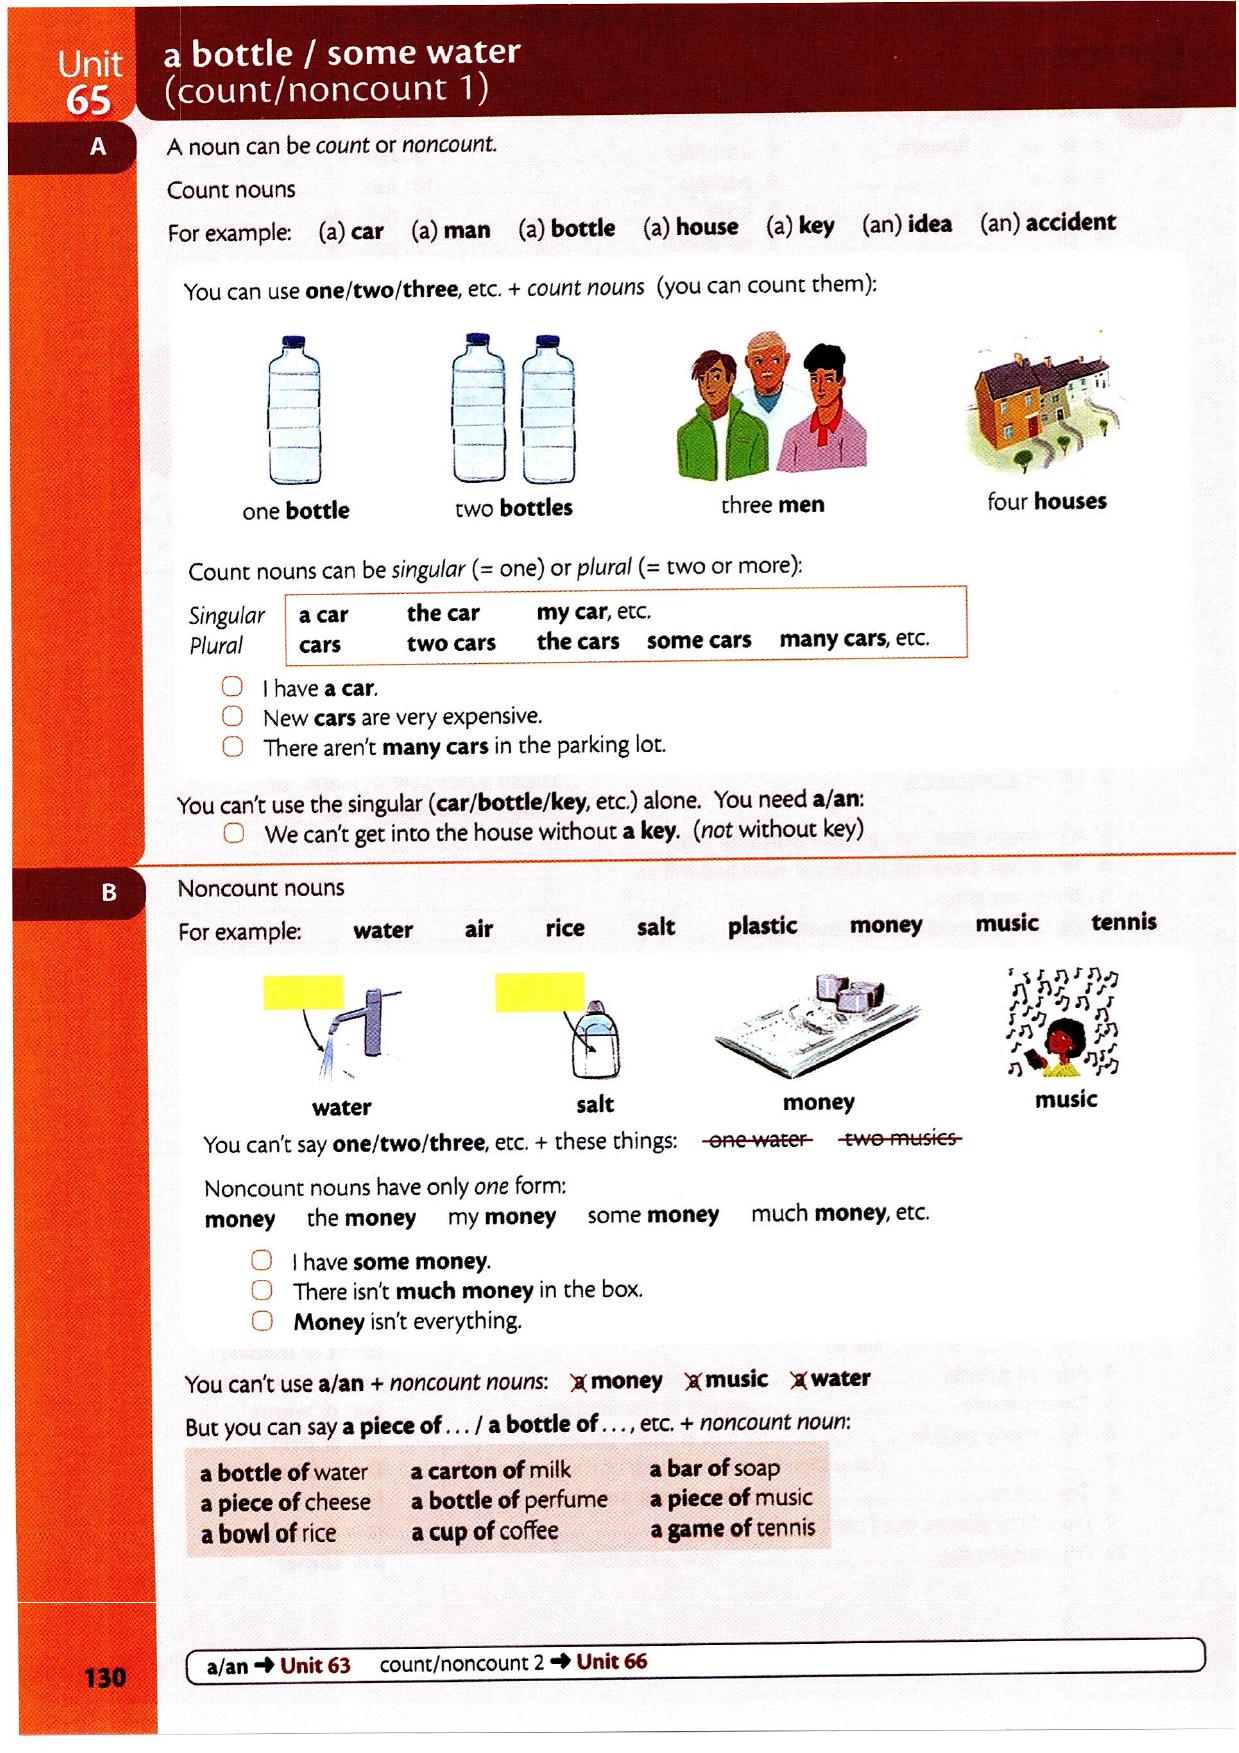 Unit
65
a bottle / some water
(count/noncount 1)
A
A noun can be count or noncount.
Count nouns
For example: (a) car (a) man (a) bottle (a) house (a) key (an) idea (an) accident
You can use one/two/three, etc. + count nouns (you can count them):
one bottle two bottles three men four houses
Count nouns can be singular (= one) or plural (= two or more):
Singular a car the car my car, etc.
Plural cars two cars the cars some cars many cars, etc.
I have a car.
New cars are very expensive.
There aren't many cars in the parking lot.
You can't use the singular (car/bottle/key, etc.) alone. You need a/an:
We can't get into the house without a key. (not without key)
B
Noncount nouns
For example: water air rice salt plastic money music tennis
water salt money music
You can't say one/two/three, etc. + these things: one water two musics
Noncount nouns have only one form:
money the money my money some money much money, etc.
I have some money.
There isn't much money in the box.
Money isn't everything.
You can't use a/an + noncount nouns: a money a music a water
But you can say a piece of . . . / a bottle of . . . , etc. + noncount noun:
a bottle of water a carton of milk a bar of soap
a piece of cheese a bottle of perfume a piece of music
a bowl of rice a cup of coffee a game of tennis
130
a/an → Unit 63 count/noncount 2 → Unit 66